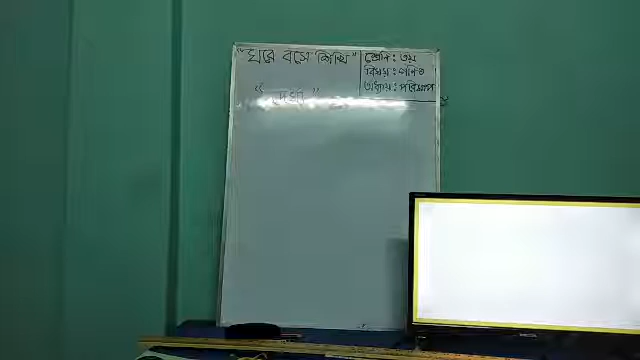 "ঘরে বসে শিখি"
শ্রেণি: ৩য়
বিষয়: গণিত
অধ্যায়: পরিমাপ
"দৈর্ঘ্য"